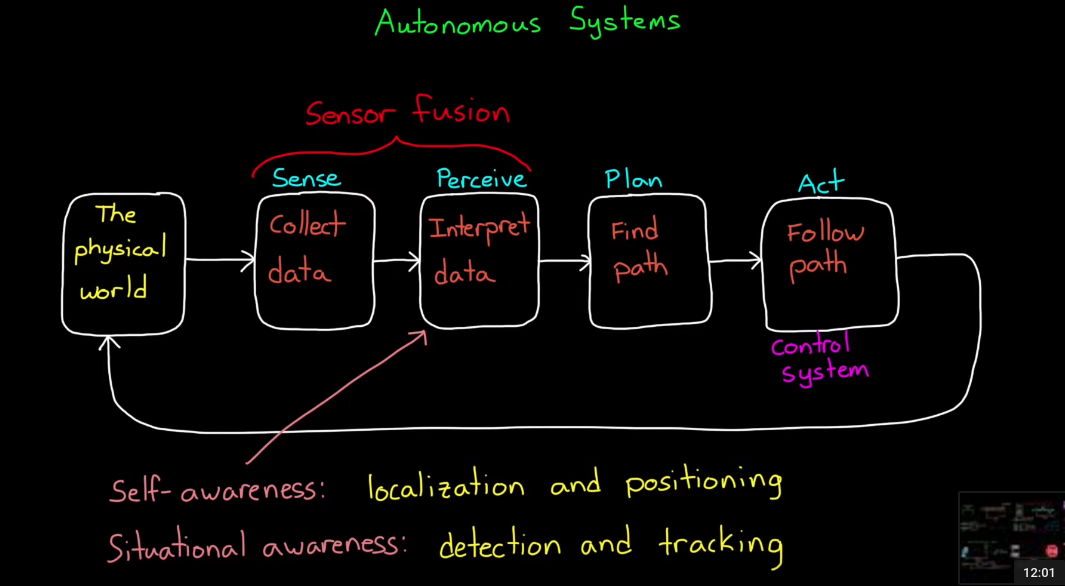 Autonomous Systems
Sensor fusion
Sense
Perceive
Plan
Act
The
physical
world
Collect
data
Interpret
data
Find
path
Follow
path
Control
system
Self-awareness: localization and positioning
Situational awareness: detection and tracking
12:01